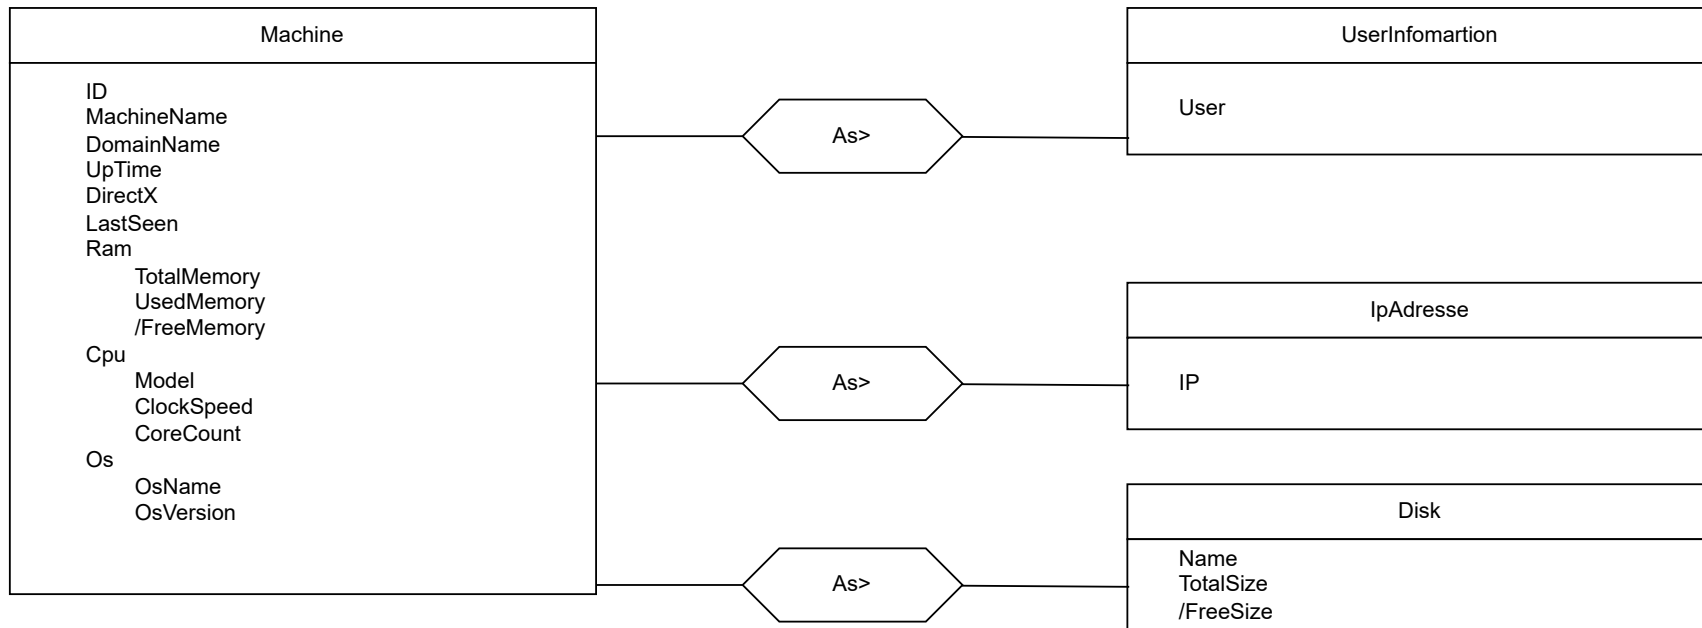 Machine
ID
MachineName
DomainName
UpTime
DirectX
LastSeen
Ram
TotalMemory
UsedMemory
/FreeMemory
Cpu
Model
ClockSpeed
CoreCount
Os
OsName
OsVersion
As>
As>
As>
UserInfomartion
User
IpAdresse
IP
Disk
Name
TotalSize
/FreeSize